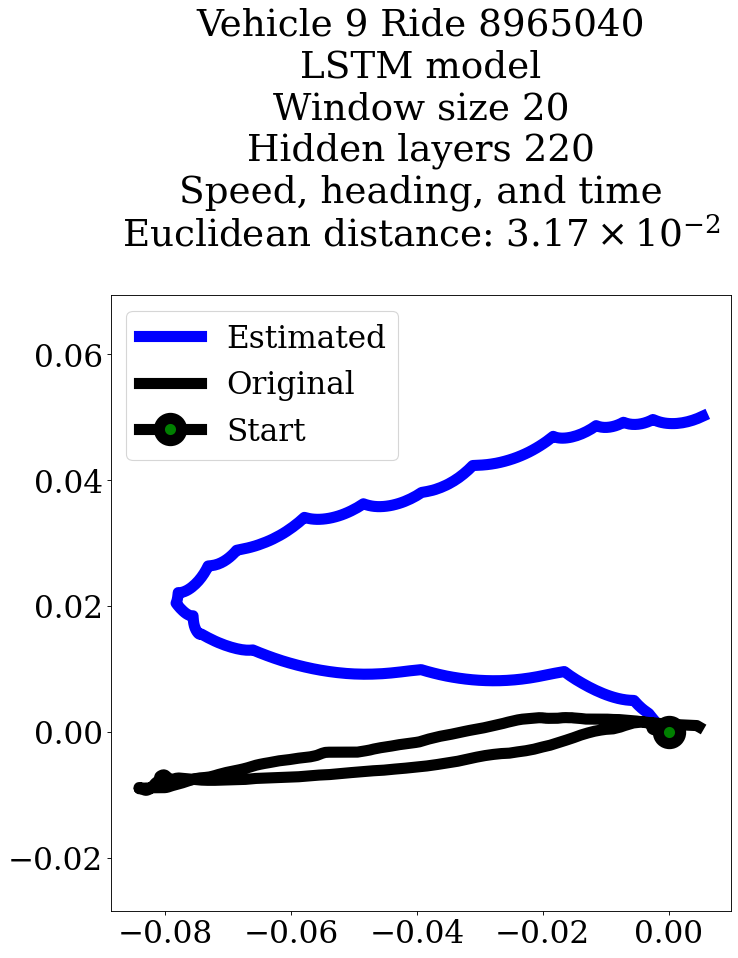 Vehicle 9 Ride 8965040
LSTM model
Window size 20
Hidden layers 220
Speed, heading, and time
Euclidean distance: 3.17 × 10⁻²
Estimated
Original
Start
0.06
0.04
0.02
0.00
−0.02
−0.08 −0.06 −0.04 −0.02 0.00